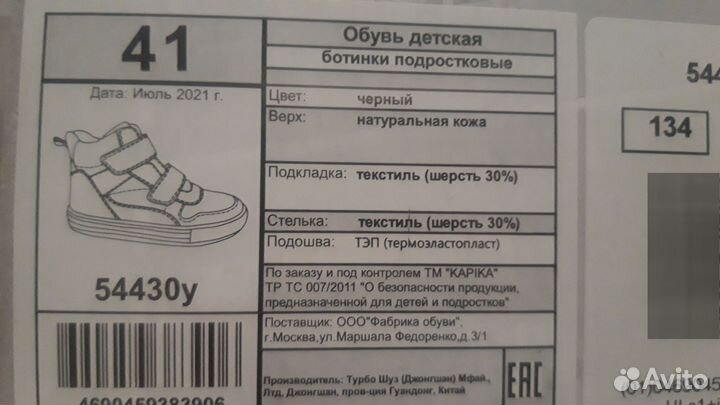 41
Дата: Июль 2021 г.
54430у
Обувь детская
ботинки подростковые
Цвет: черный
Верх: натуральная кожа
Подкладка: текстиль (шерсть 30%)
Стелька: текстиль (шерсть 30%)
Подошва: ТЭП (термоэластопласт)
По заказу и под контролем ТМ "KAPIKA"
ТР ТС 007/2011 "О безопасности продукции,
предназначенной для детей и подростков"
Поставщик: ООО"Фабрика обуви",
г.Москва,ул.Маршала Федоренко,д.3/1
Производитель: Турбо Шуз (Джонгшан) Мфай.,
Лтд, Джонгшан, пров-ция Гуандонг, Китай
EAC
544
134
Avito